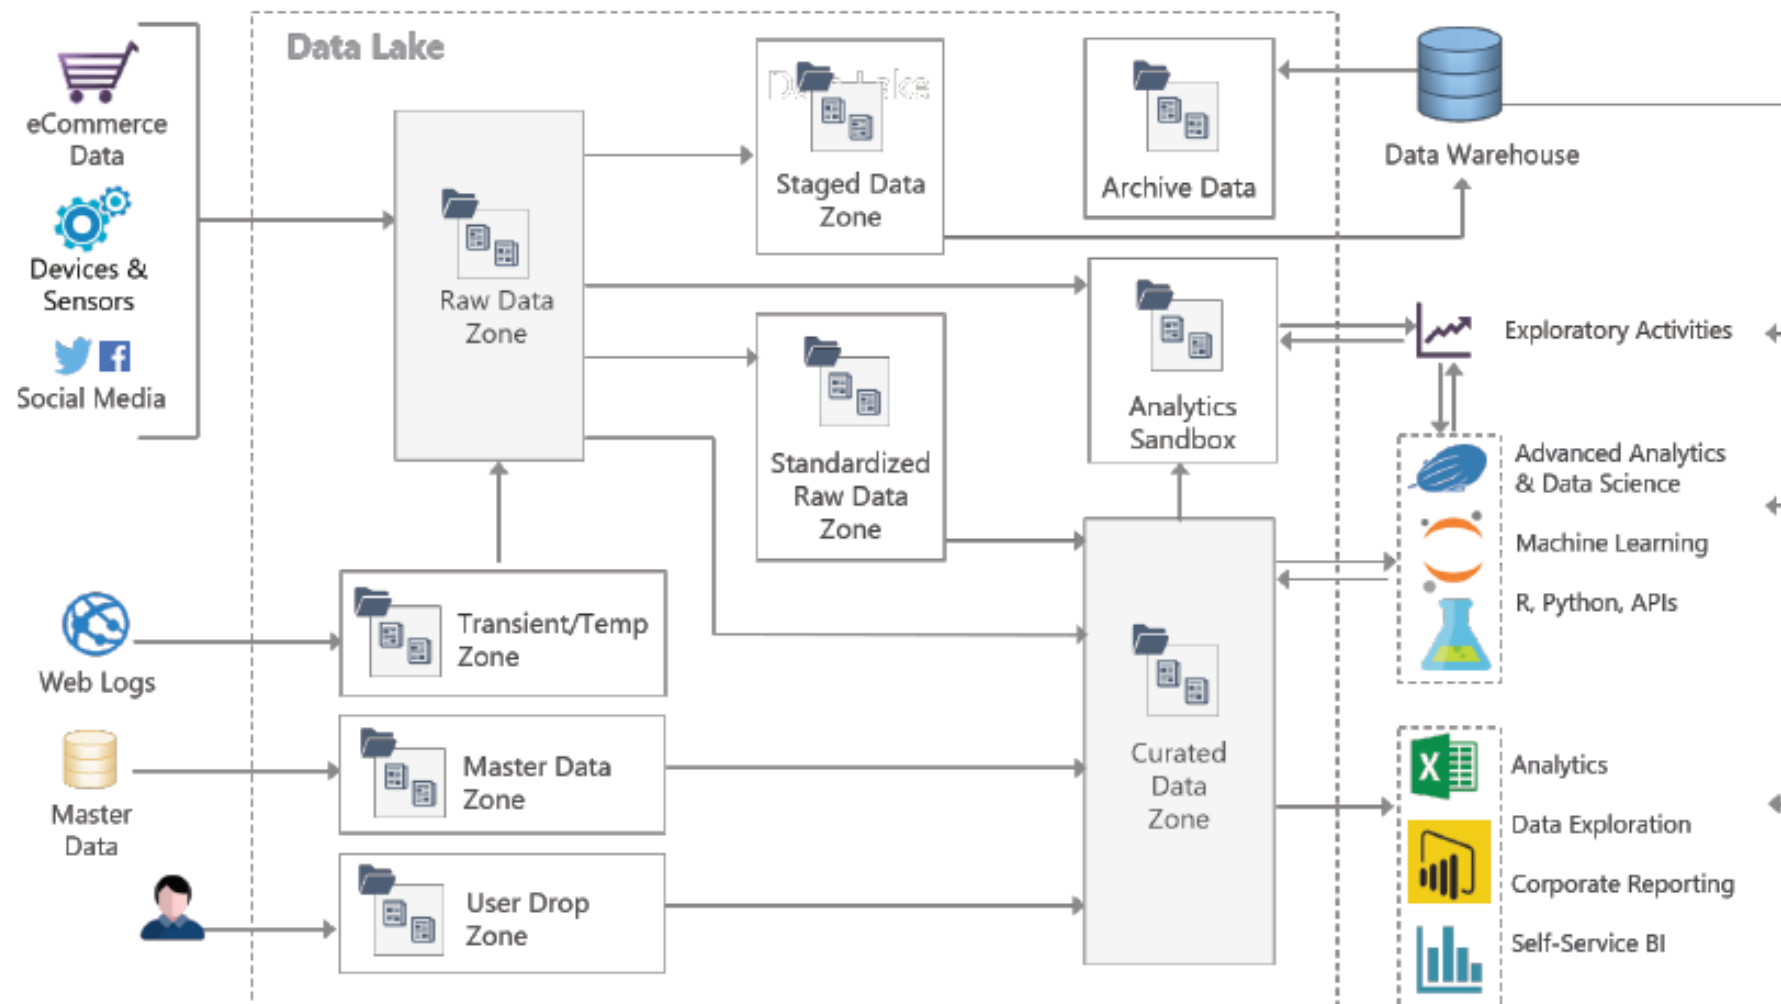 Data Lake
eCommerce
Data
Devices &
Sensors
Social Media
Web Logs
Master
Data
Raw Data
Zone
Transient/Temp
Zone
Master Data
Zone
User Drop
Zone
Data Lake
Staged Data
Zone
Standardized
Raw Data
Zone
Archive Data
Analytics
Sandbox
Curated
Data
Zone
Data Warehouse
Exploratory Activities
Advanced Analytics
& Data Science
Machine Learning
R, Python, APIs
X
Analytics
Data Exploration
Corporate Reporting
Self-Service BI